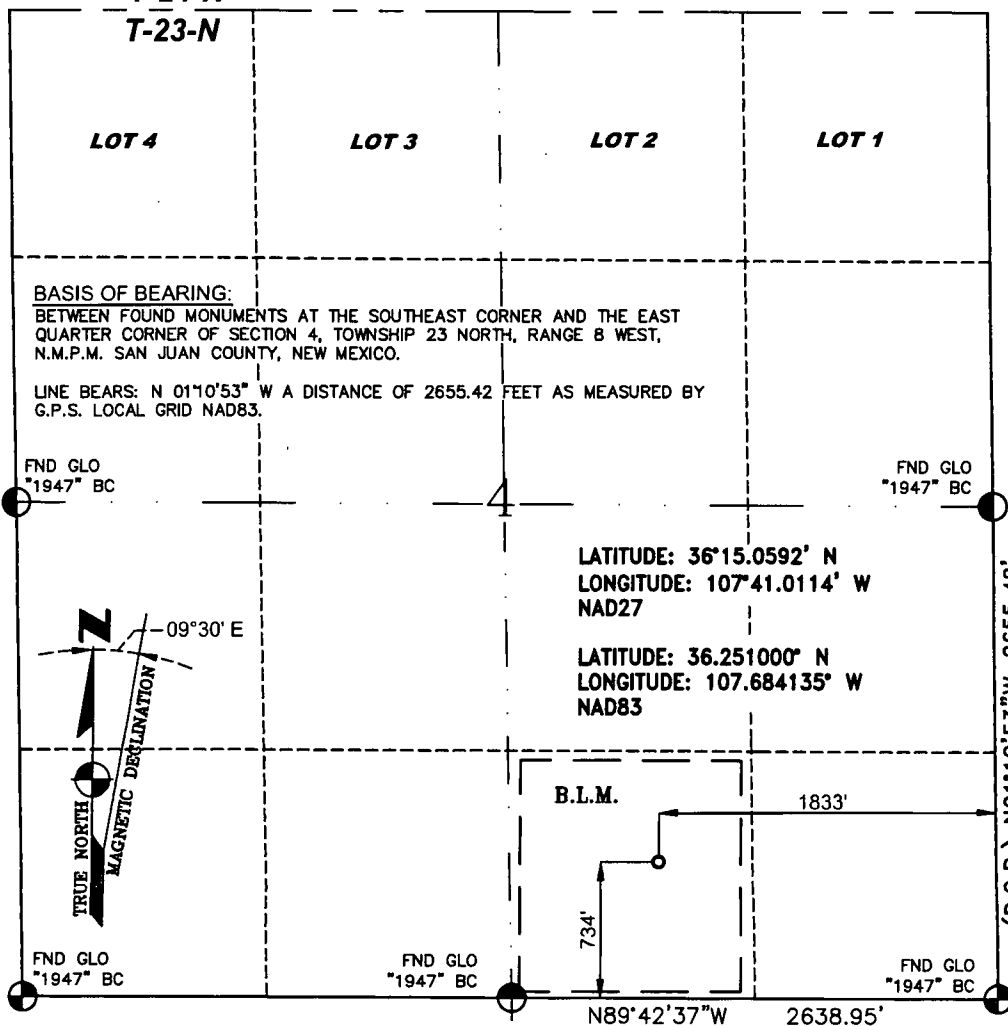 T-23-N
LOT 4
LOT 3
LOT 2
LOT 1
BASIS OF BEARING:
BETWEEN FOUND MONUMENTS AT THE SOUTHEAST CORNER AND THE EAST
QUARTER CORNER OF SECTION 4, TOWNSHIP 23 NORTH, RANGE 8 WEST,
N.M.P.M. SAN JUAN COUNTY, NEW MEXICO.
LINE BEARS: N 01°10'53" W A DISTANCE OF 2655.42 FEET AS MEASURED BY
G.P.S. LOCAL GRID NAD83.
FND GLO
"1947" BC
4
FND GLO
"1947" BC
LATITUDE: 36°15.0592' N
LONGITUDE: 107°41.0114' W
NAD27
LATITUDE: 36.251000° N
LONGITUDE: 107.684135° W
NAD83
N
09°30' E
TRUE NORTH
MAGNETIC DECLINATION
B.L.M.
1833'
734'
FND GLO
"1947" BC
FND GLO
"1947" BC
FND GLO
"1947" BC
N89°42'37"W 2638.95'